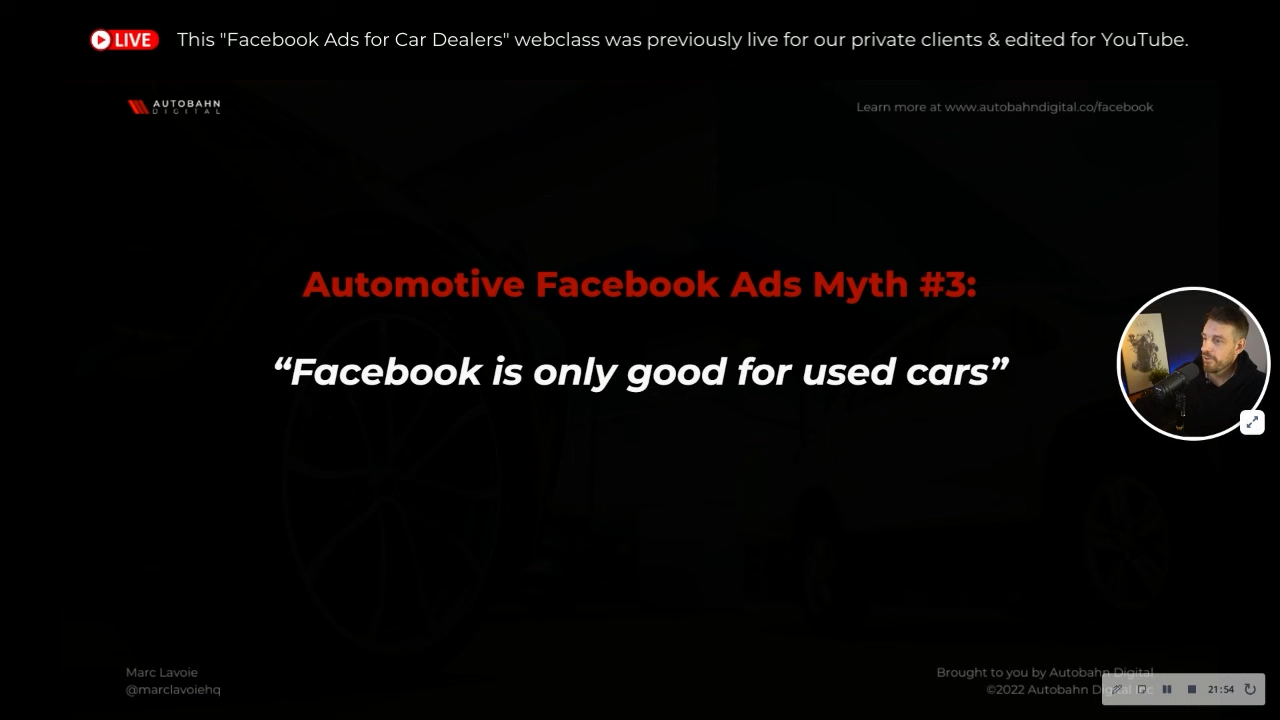 LIVE This "Facebook Ads for Car Dealers" webclass was previously live for our private clients & edited for YouTube.
AUTOBAHN
DIGITAL
Learn more at www.autobahndigital.co/facebook
Automotive Facebook Ads Myth #3:
“Facebook is only good for used cars”
Marc Lavoie
@marclavoiehq
Brought to you by Autobahn Digital
©2022 Autobahn Digital Inc
21:54